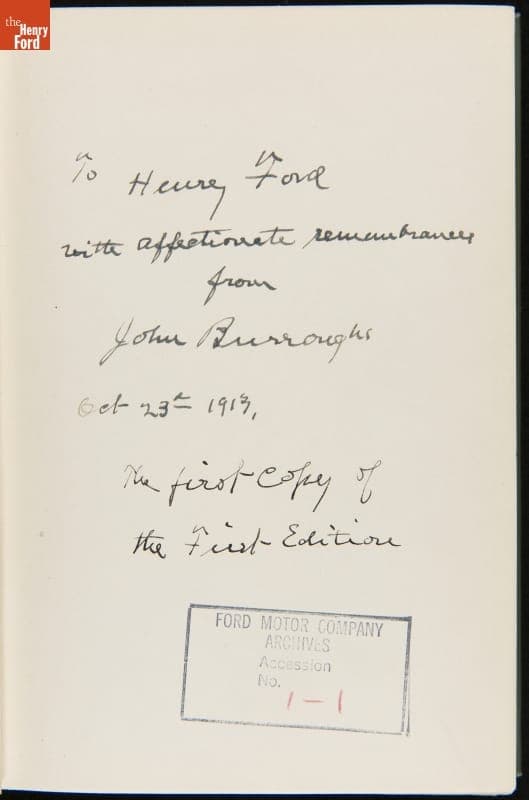 the
Henry
Ford
To Henry Ford
with affectionate remembrances
from
John Burroughs
Oct 23rd 1913,
The first Copy of
the First Edition
FORD MOTOR COMPANY
ARCHIVES
Accession
No.
1-1